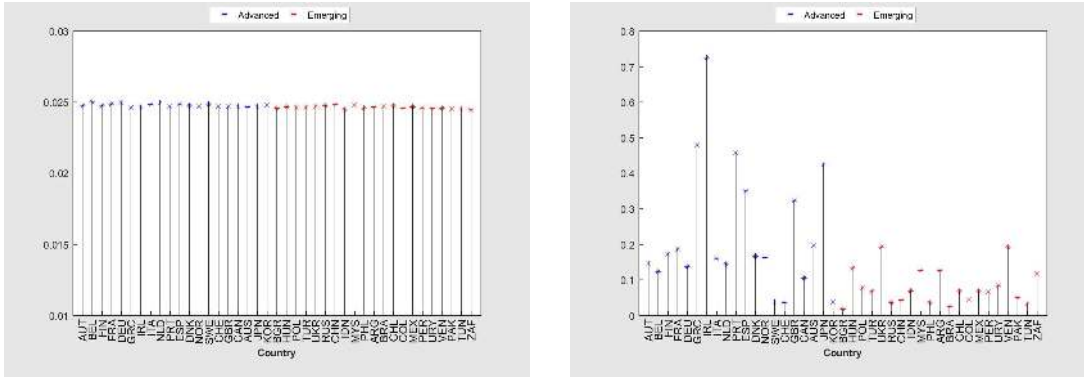 Advanced Emerging
0.03
0.025
0.02
0.015
0.01
AUT BEL FIN FRA DEU GRC IRL ITA NLD PRT ESP DNK NOR SWE CHE GBR CAN AUS JPN KOR BGR HUN POL TUR UKR RUS CHN IDN MYS PHL ARG BRA CHL COL MEX PER URY VEN PAK TUN ZAF
Country
Advanced Emerging
0.8
0.7
0.6
0.5
0.4
0.3
0.2
0.1
0
AUT BEL FIN FRA DEU GRC IRL ITA NLD PRT ESP DNK NOR SWE CHE GBR CAN AUS JPN KOR BGR HUN POL TUR UKR RUS CHN IDN MYS PHL ARG BRA CHL COL MEX PER URY VEN PAK TUN ZAF
Country